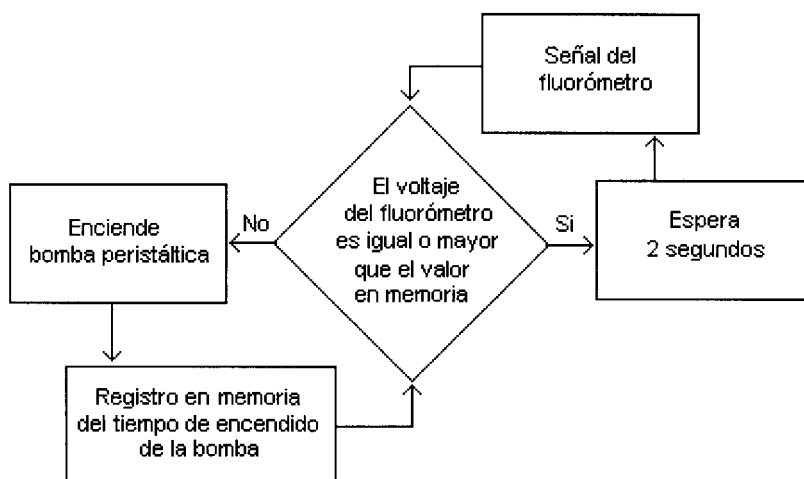 Señal del
fluorómetro
El voltaje
del fluorómetro
es igual o mayor
que el valor
en memoria
No
Si
Enciende
bomba peristáltica
Espera
2 segundos
Registro en memoria
del tiempo de encendido
de la bomba